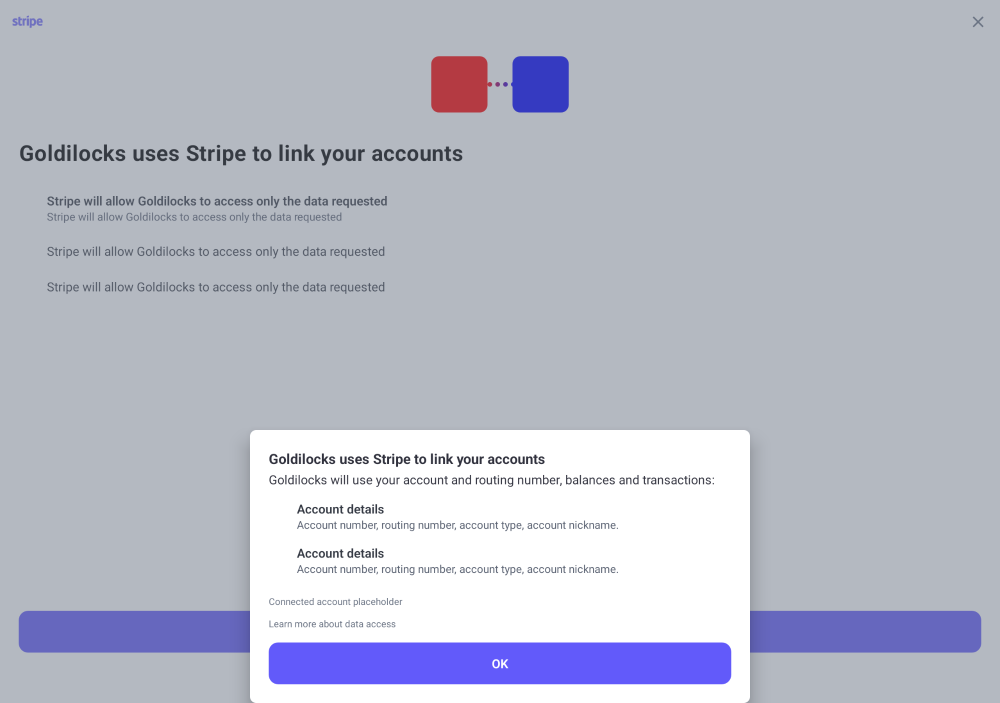 stripe
Goldilocks uses Stripe to link your accounts
Stripe will allow Goldilocks to access only the data requested
Stripe will allow Goldilocks to access only the data requested
Stripe will allow Goldilocks to access only the data requested
Stripe will allow Goldilocks to access only the data requested
Goldilocks uses Stripe to link your accounts
Goldilocks will use your account and routing number, balances and transactions:
Account details
Account number, routing number, account type, account nickname.
Account details
Account number, routing number, account type, account nickname.
Connected account placeholder
Learn more about data access
OK